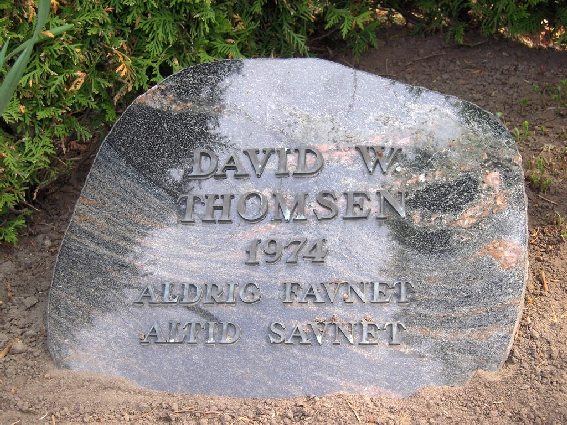 DAVID W.
THOMSEN
1974
ALDRIG FAVNET
ALTID SAVNET